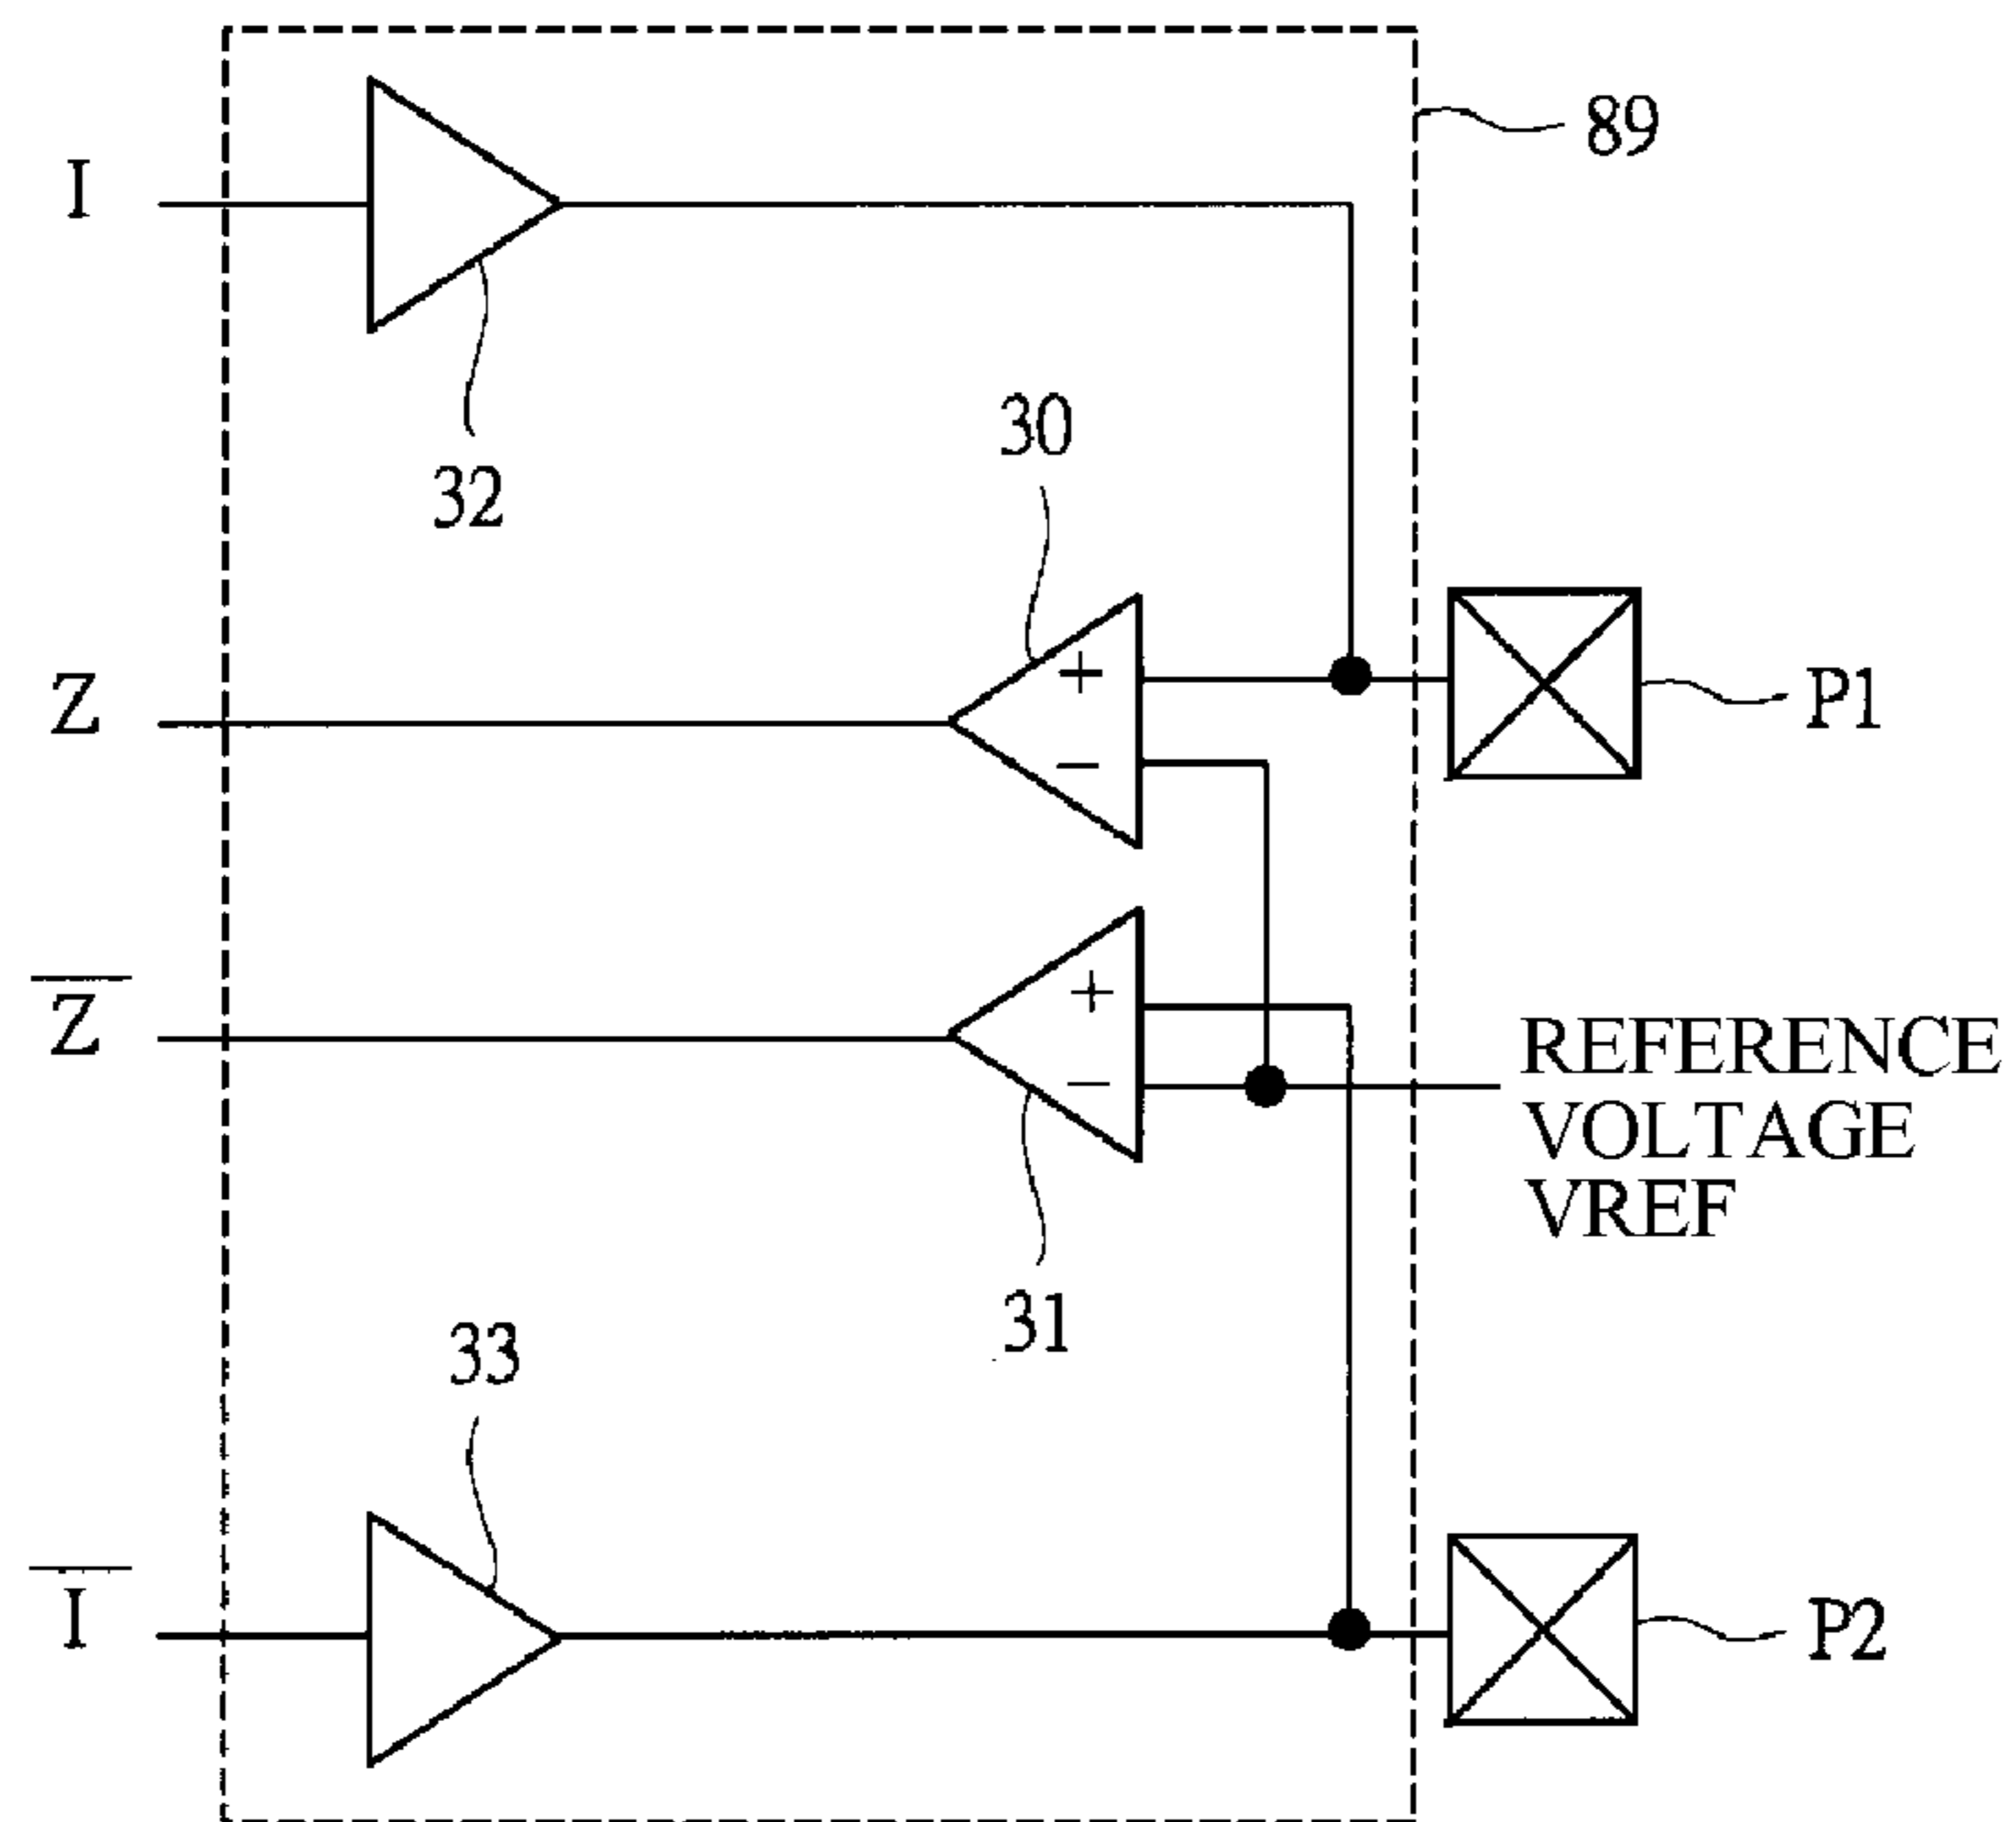 89
I
30
32
+
Z
P1
−
+
Z̅
REFERENCE
−
VOLTAGE
VREF
31
33
I̅
P2